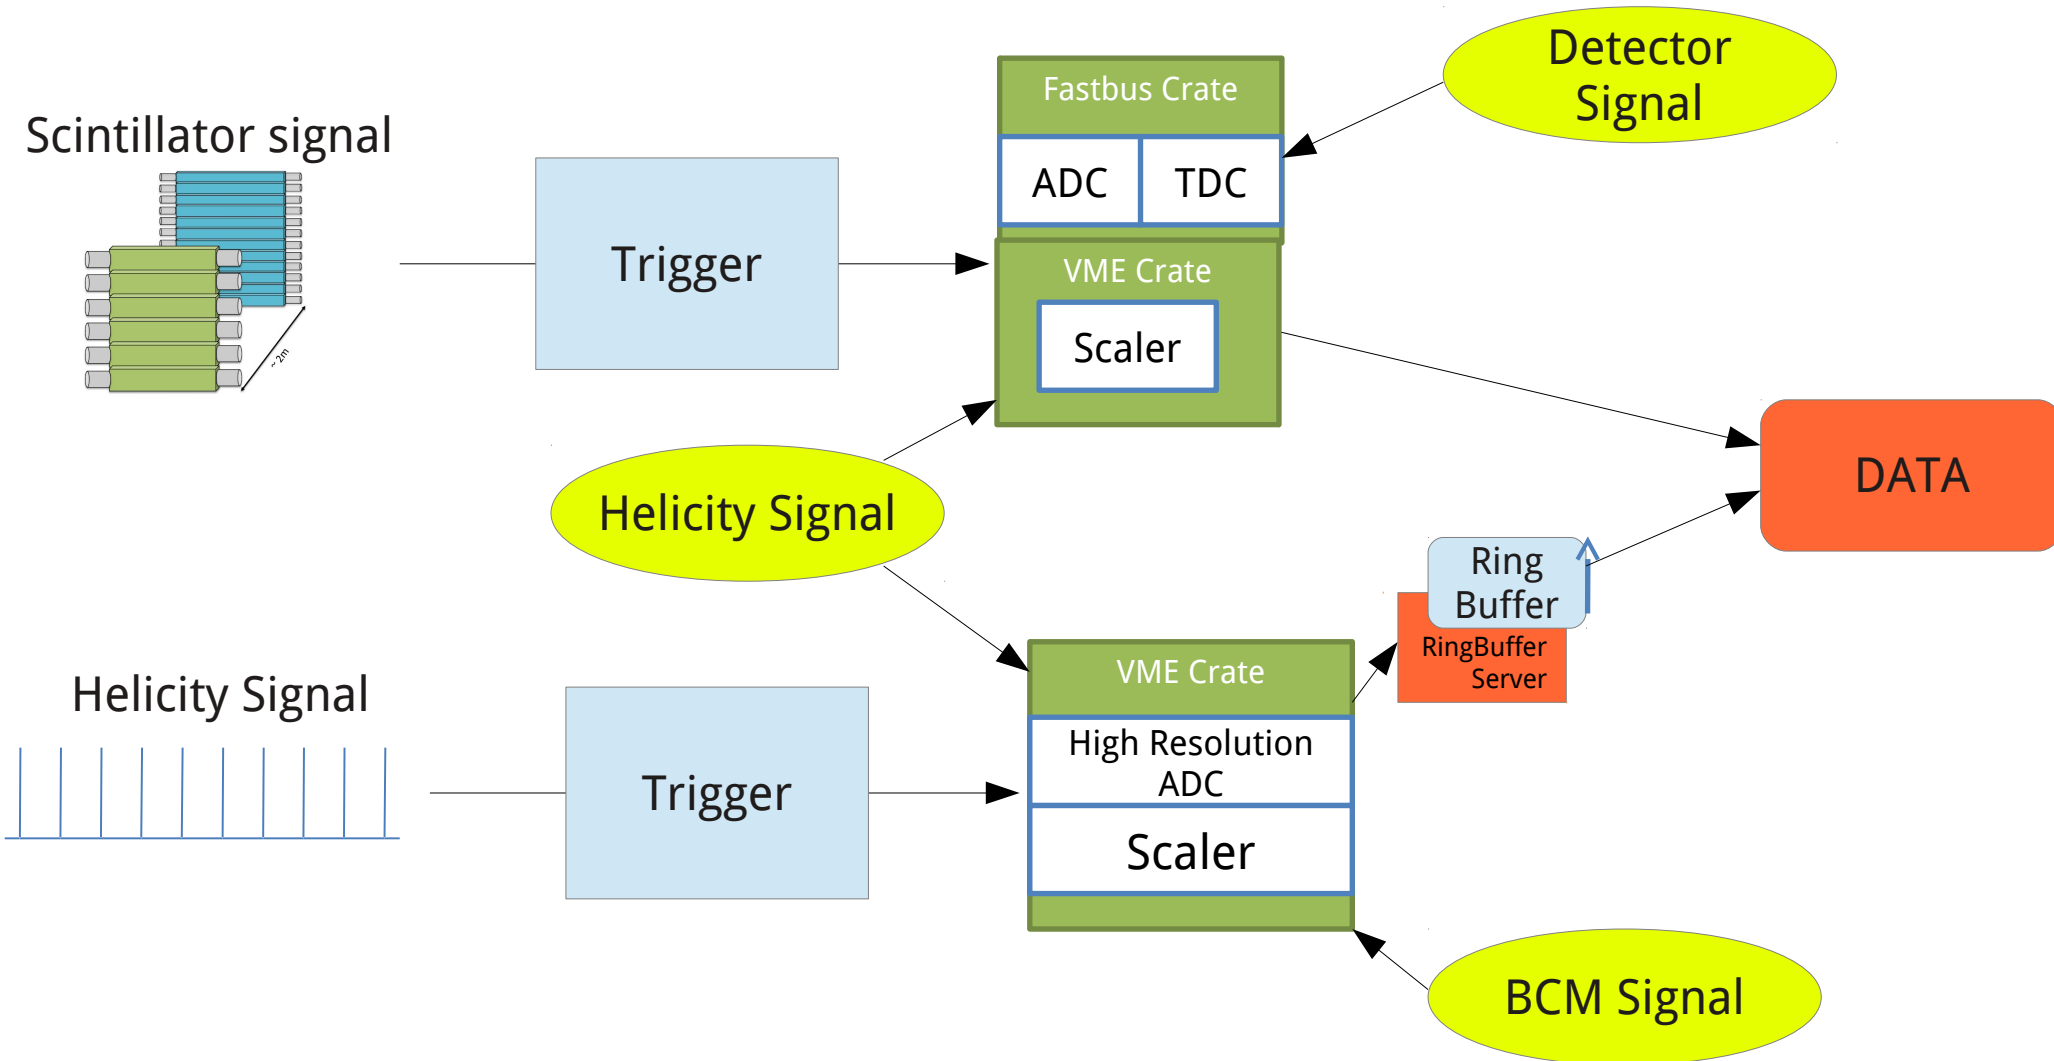 Detector
Signal
Fastbus Crate
Scintillator signal
ADC
TDC
Trigger
VME Crate
Scaler
~ 2m
DATA
Helicity Signal
Ring
Buffer
RingBuffer
Server
Helicity Signal
VME Crate
High Resolution
ADC
Trigger
Scaler
BCM Signal